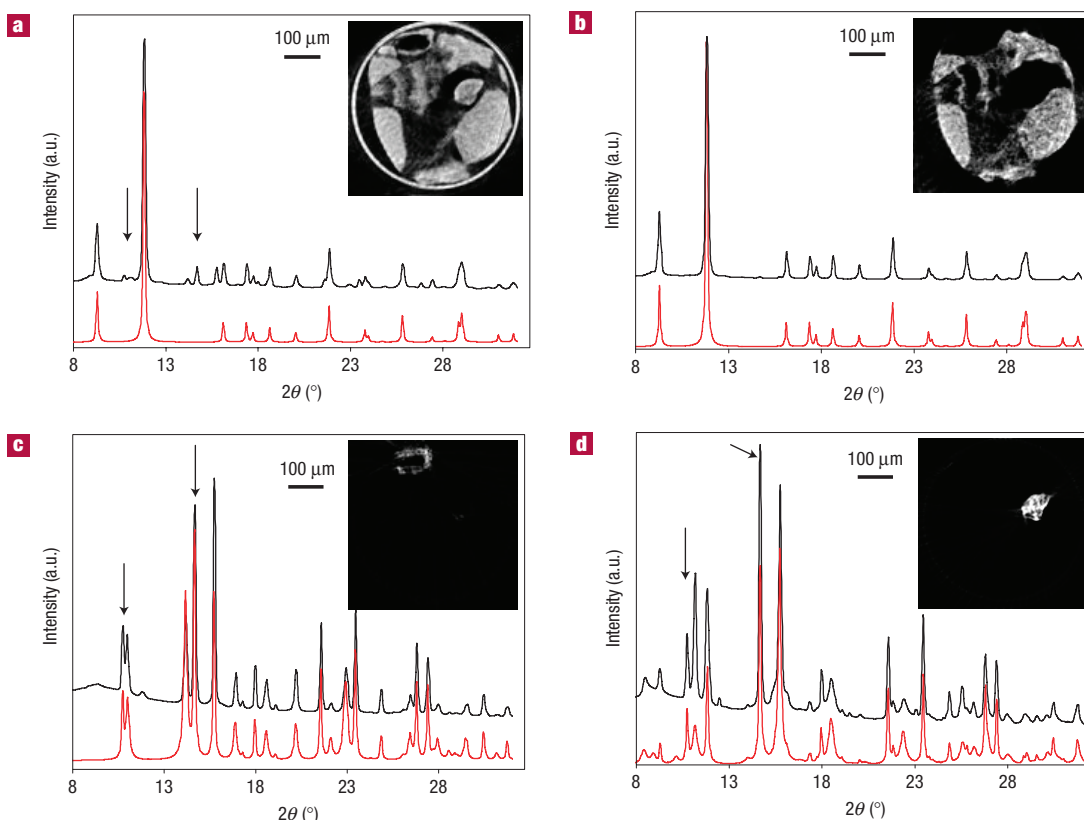 a
100 μm
Intensity (a.u.)
8 13 18 23 28
2θ (°)
b
100 μm
Intensity (a.u.)
8 13 18 23 28
2θ (°)
c
100 μm
Intensity (a.u.)
8 13 18 23 28
2θ (°)
d
100 μm
Intensity (a.u.)
8 13 18 23 28
2θ (°)